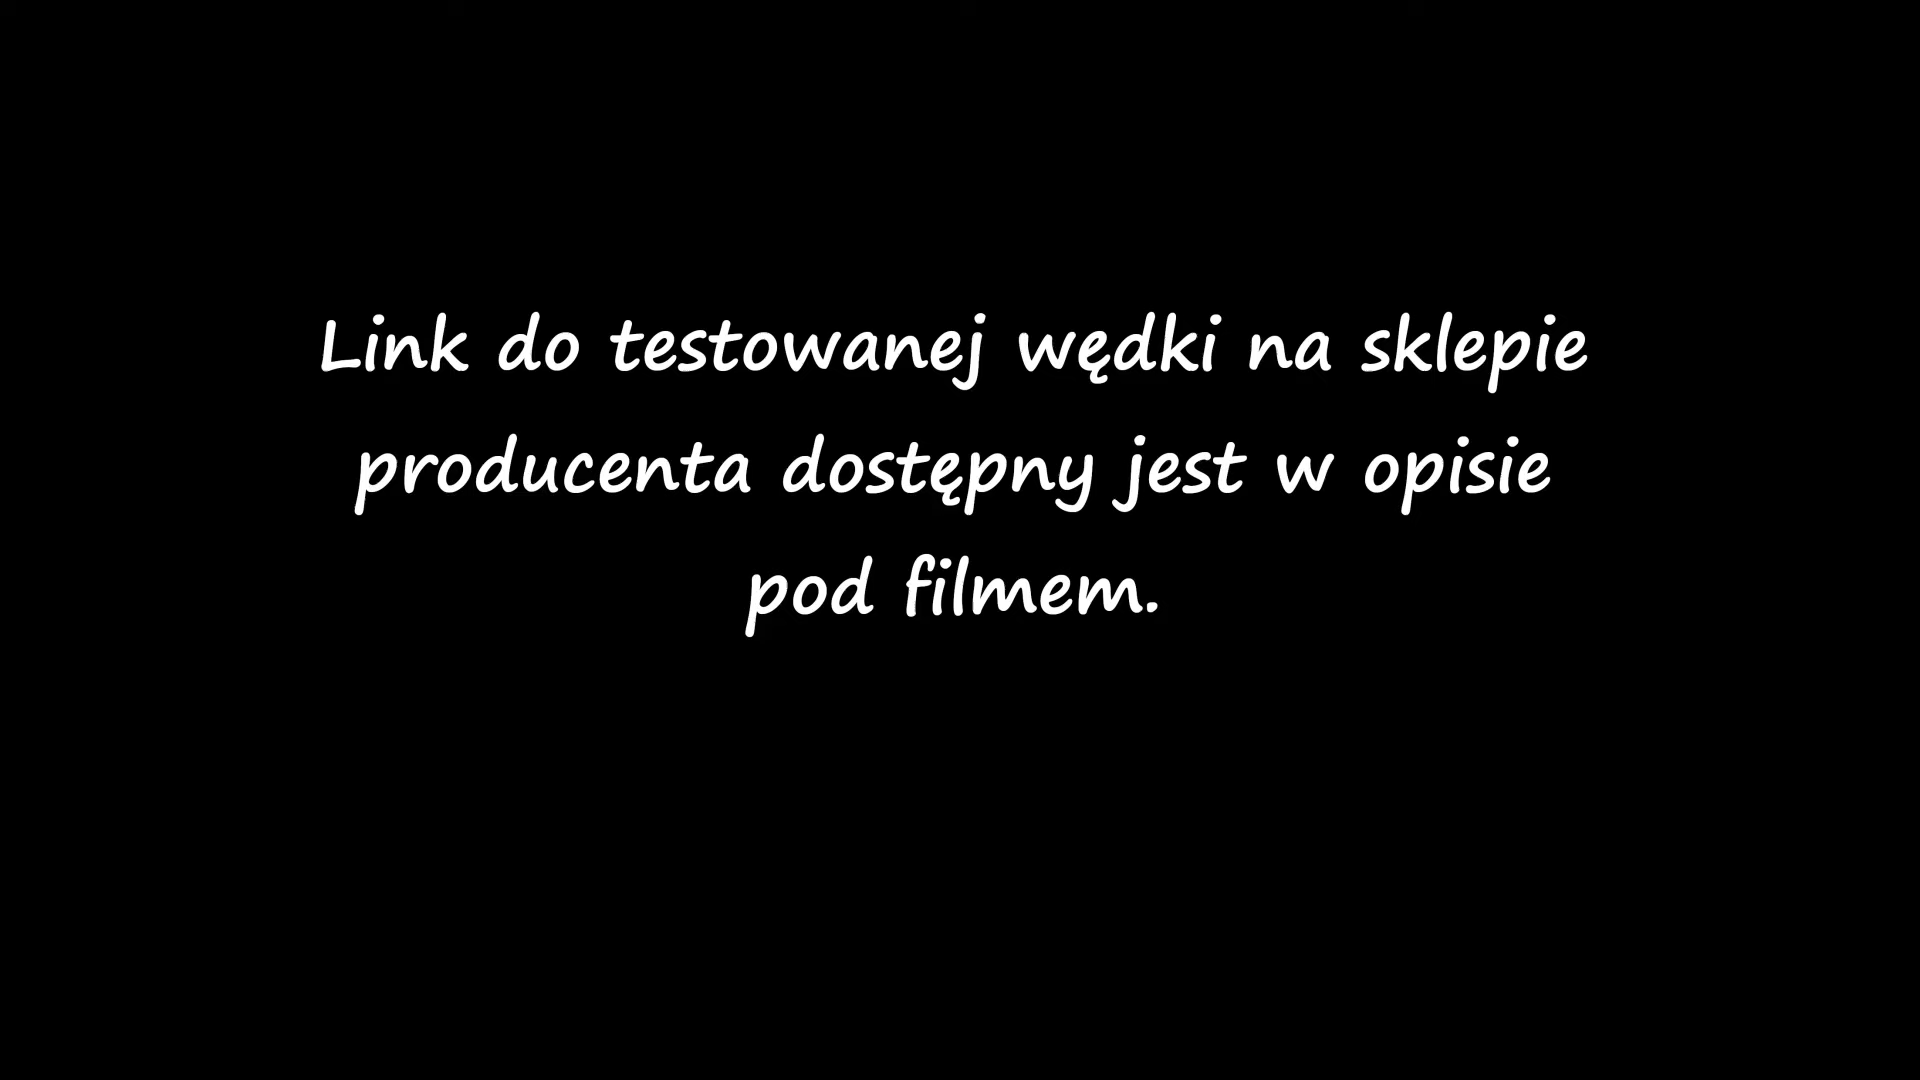 Link do testowanej wędki na sklepie
producenta dostępny jest w opisie
pod filmem.